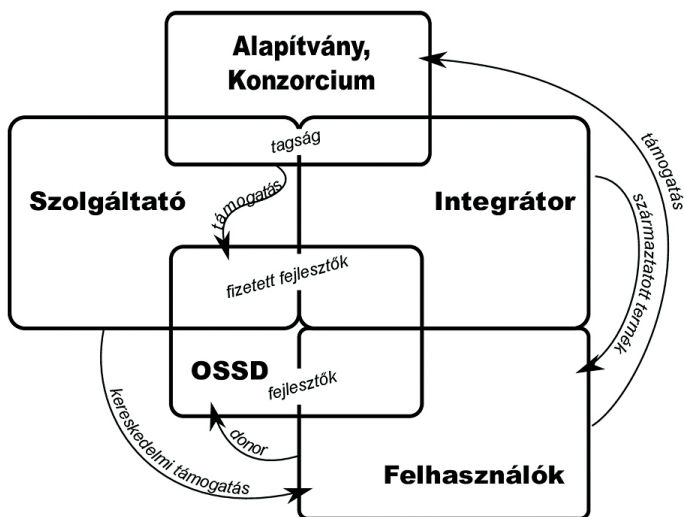 Alapítvány,
Konzorcium
tagság
támogatás
Szolgáltató
támogatás
Integrátor
származtatott termék
fizetett fejlesztők
OSSD
fejlesztők
kereskedelmi támogatás
donor
Felhasználók